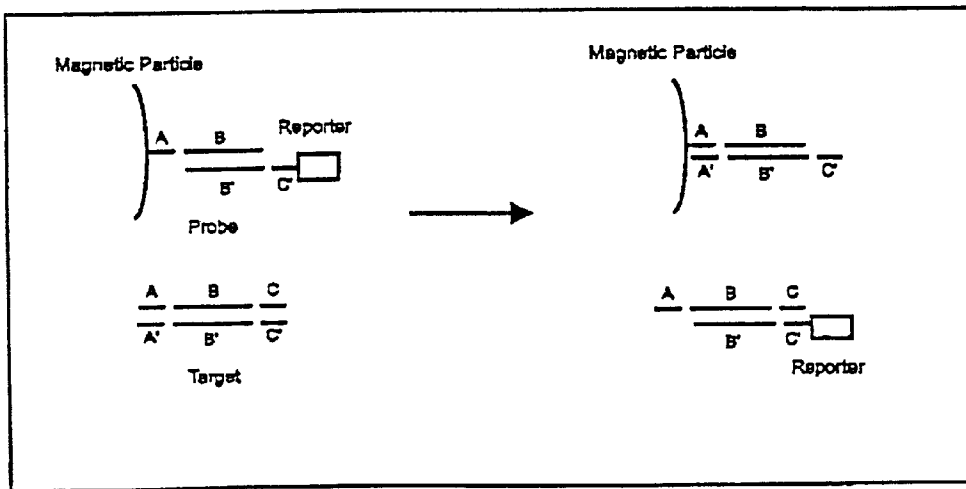 Magnetic Particle
A B Reporter
B' C'
Probe
A B C
A' B' C'
Target
Magnetic Particle
A B
A' B' C'
A B C
B' C'
Reporter